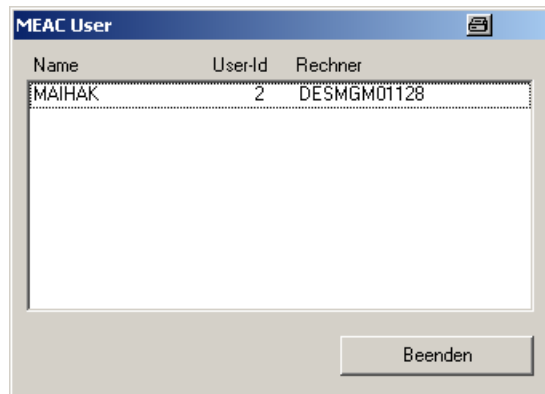 MEAC User
Name User-Id Rechner
MAIHAK 2 DESMGM01128
Beenden